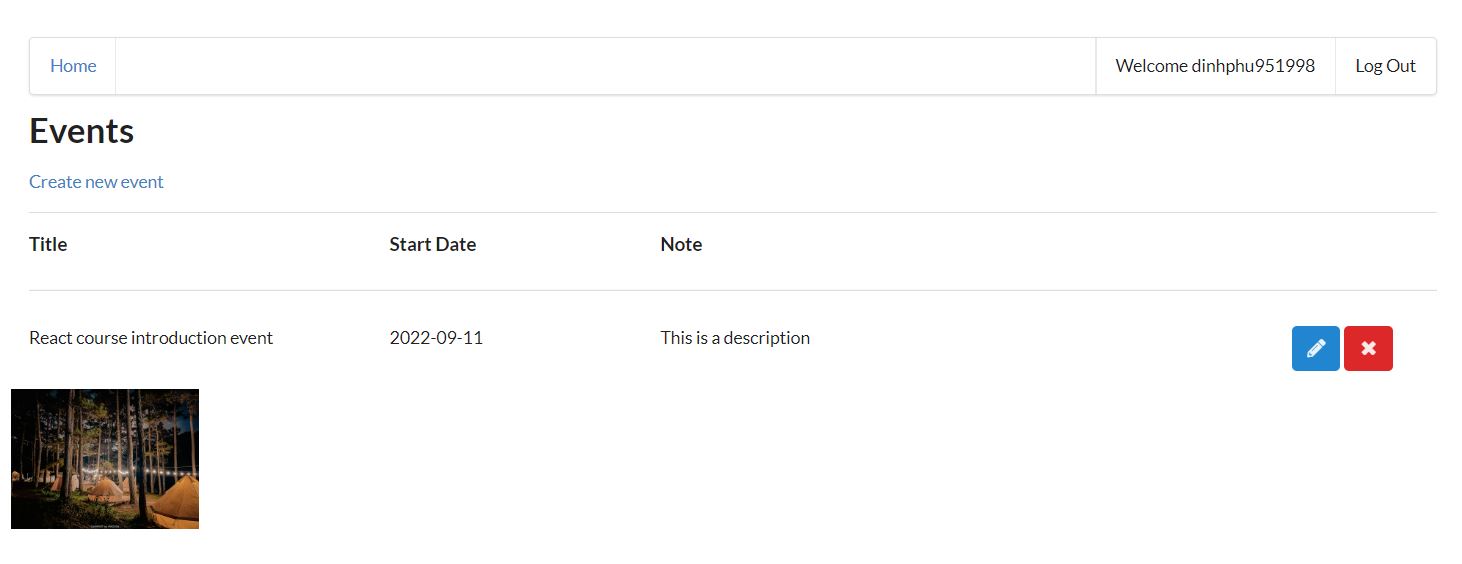 Home Welcome dinhphu951998 Log Out
Events
Create new event
Title Start Date Note
React course introduction event 2022-09-11 This is a description